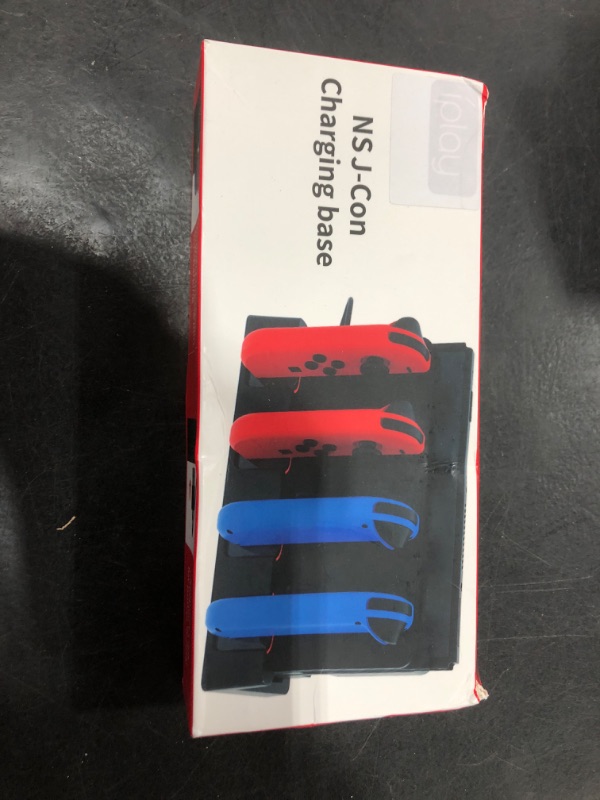 iplay
NS J-Con
Charging base